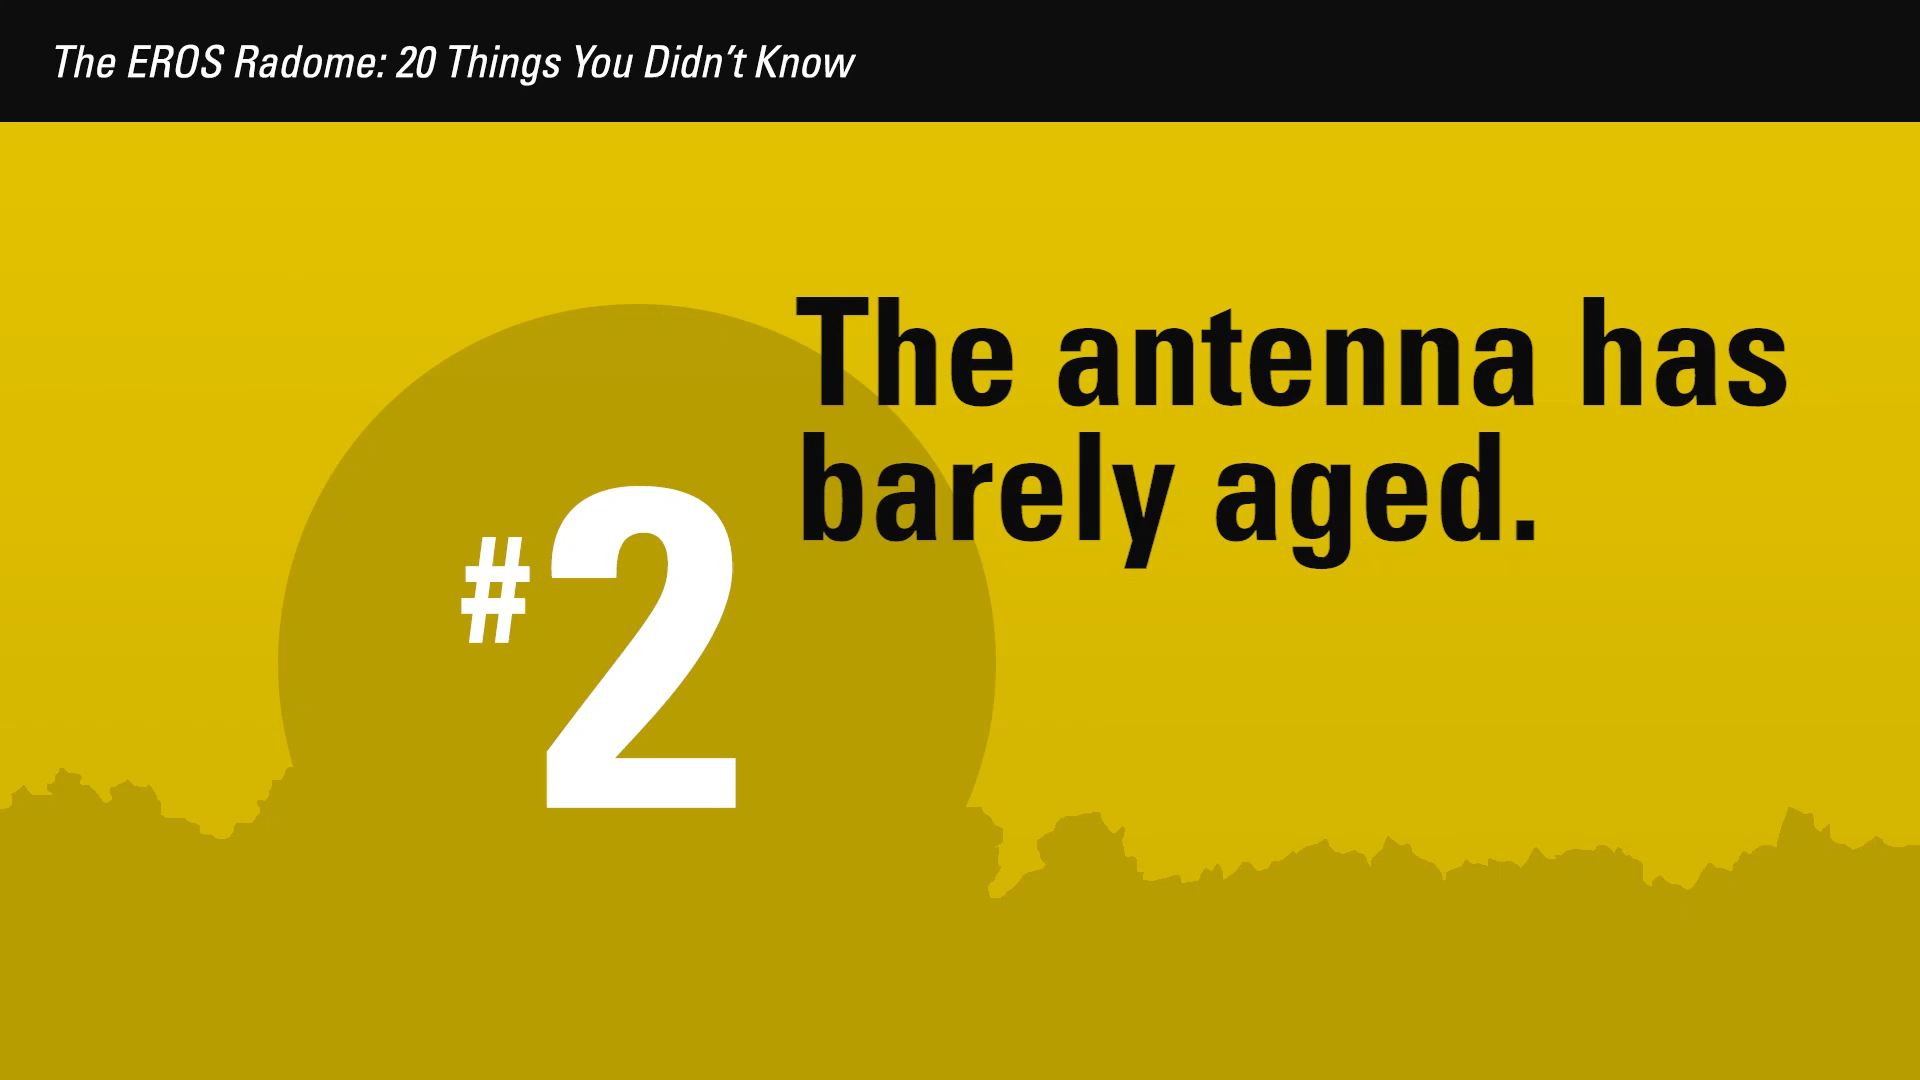 The EROS Radome: 20 Things You Didn’t Know
The antenna has
barely aged.
#2